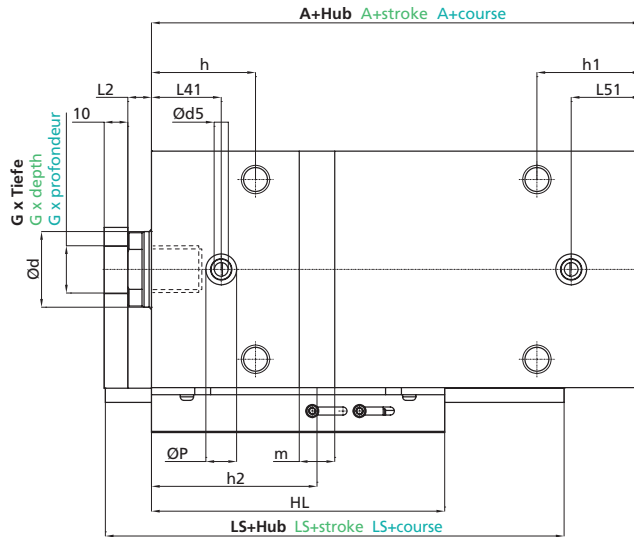 A+Hub A+stroke A+course
h
h1
L2
L41
L51
10
Ød5
G x Tiefe
G x depth
G x profondeur
Ød
ØP
m
h2
HL
LS+Hub LS+stroke LS+course